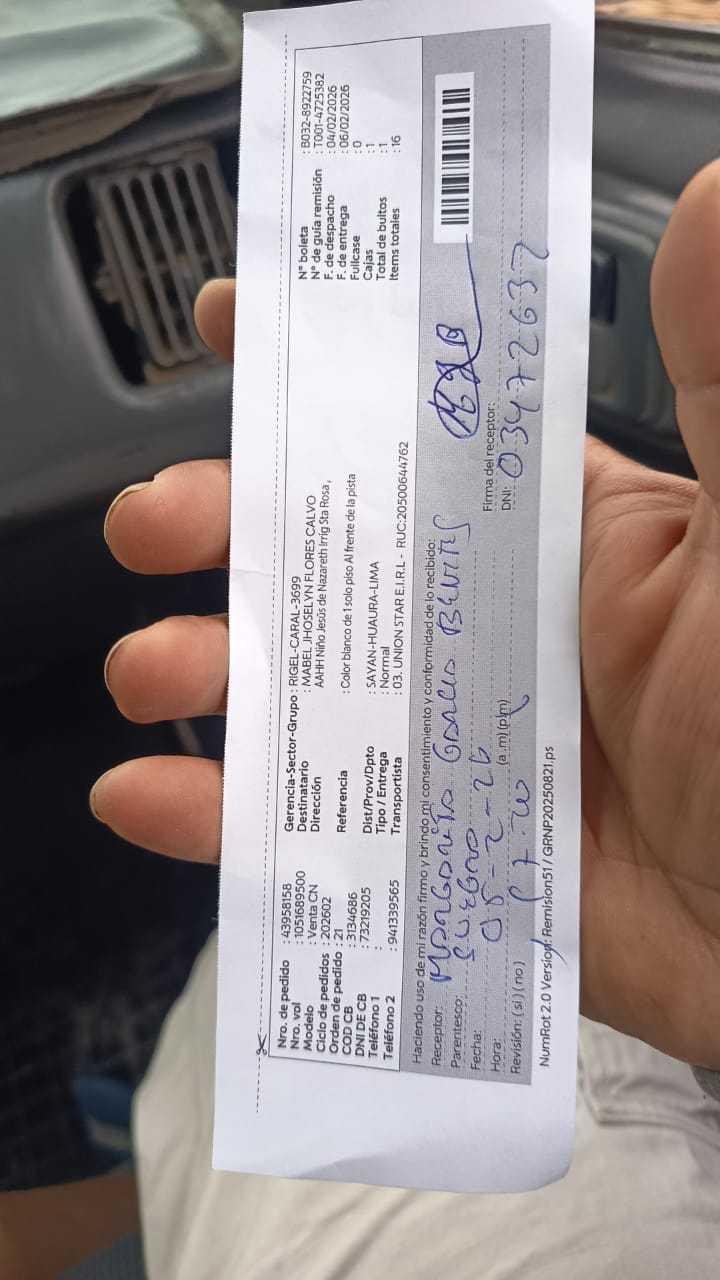 Nro. de pedido : 43958158
Nro. vol : 1051689500
Modelo : Venta CN
Ciclo de pedidos : 202602
Orden de pedido : 21
COD CB : 3134686
DNI DE CB : 73219205
Teléfono 1 :
Teléfono 2 : 941339565
Gerencia-Sector-Grupo : RIGEL-CARAL-3699
Destinatario : MABEL JHOSELYN FLORES CALVO
Dirección AAHH Niño Jesús de Nazareth Irrig Sta Rosa ,
Referencia : Color blanco de 1 solo piso Al frente de la pista
Dist/Prov/Dpto : SAYAN-HUAURA-LIMA
Tipo / Entrega : Normal
Transportista : 03. UNION STAR E.I.R.L - RUC:20500644762
N° boleta : B032-8922759
N° de guía remisión : T001-4725382
F. de despacho : 04/02/2026
F. de entrega : 06/02/2026
Fullcase : 0
Cajas : 1
Total de bultos : 1
Items totales : 16
Haciendo uso de mi razón firmo y brindo mi consentimiento y conformidad de lo recibido:
Receptor:
Parentesco: SUEGRO
Fecha: 05-2-26
Hora: (a.m)(p.m)
Revisión: (si) (no)
Firma del receptor:
DNI: 03472637
NumRot 2.0 Version: Remision51 / GRNP20250821.ps